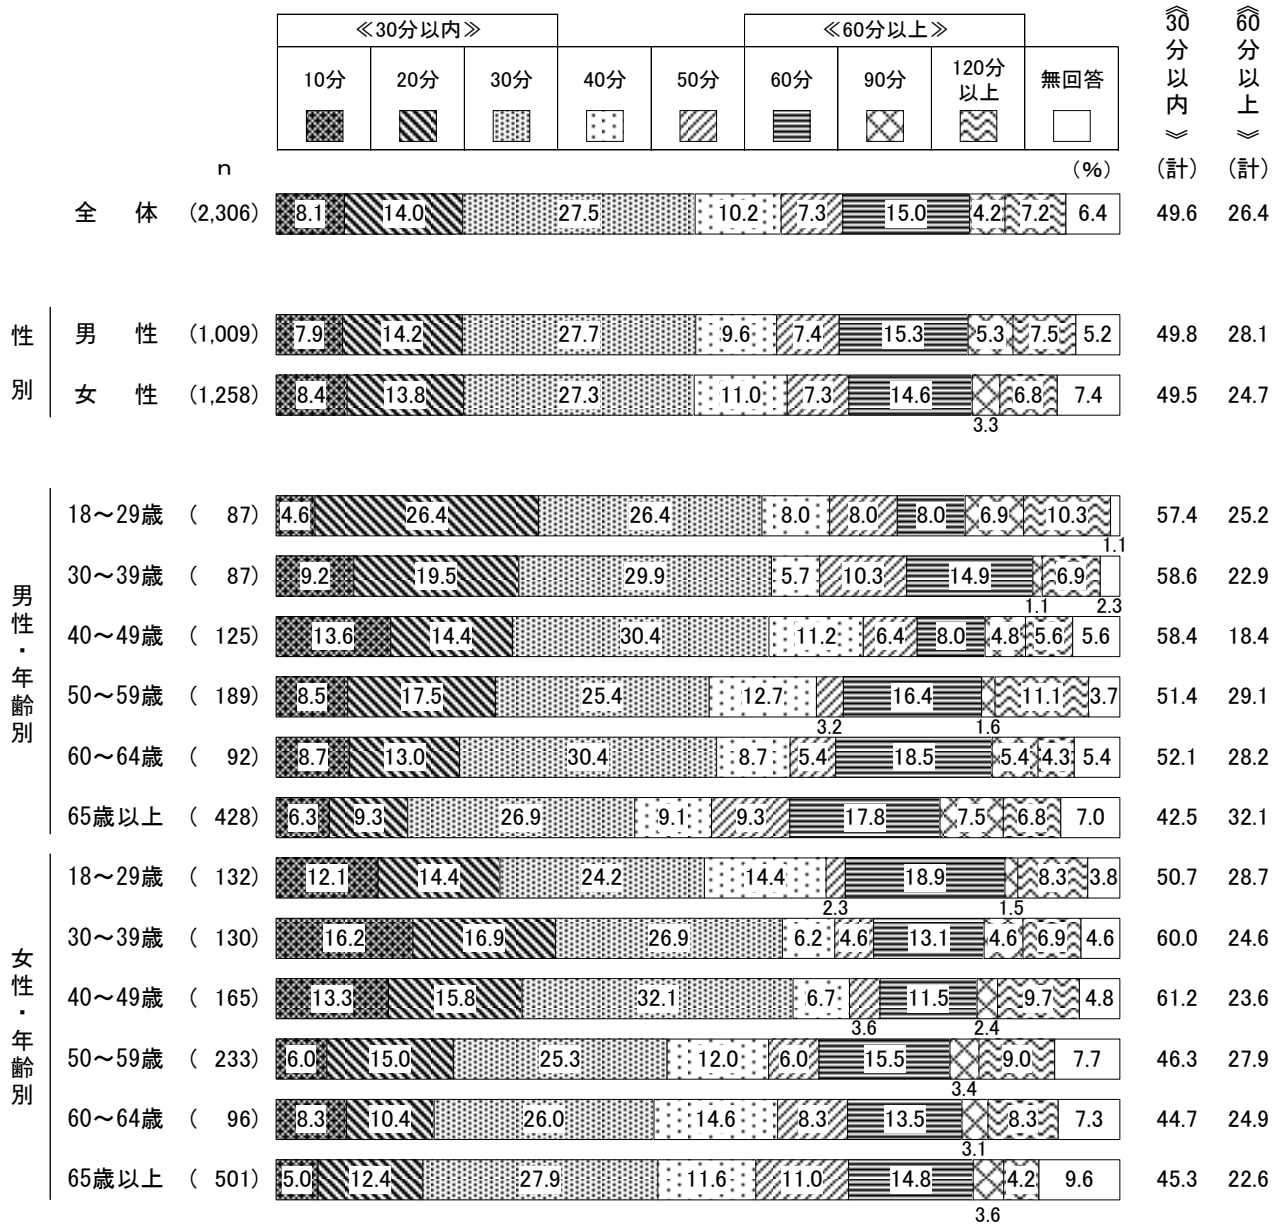 ≪30分以内≫ ≪60分以上≫
10分 20分 30分 40分 50分 60分 90分 120分以上 無回答
≪30分以内≫(計) ≪60分以上≫(計)
n (%)
全 体 (2,306) 8.1 14.0 27.5 10.2 7.3 15.0 4.2 7.2 6.4 49.6 26.4
性別
男 性 (1,009) 7.9 14.2 27.7 9.6 7.4 15.3 5.3 7.5 5.2 49.8 28.1
女 性 (1,258) 8.4 13.8 27.3 11.0 7.3 14.6 3.3 6.8 7.4 49.5 24.7
男性・年齢別
18～29歳 ( 87) 4.6 26.4 26.4 8.0 8.0 8.0 6.9 10.3 1.1 57.4 25.2
30～39歳 ( 87) 9.2 19.5 29.9 5.7 10.3 14.9 1.1 6.9 2.3 58.6 22.9
40～49歳 ( 125) 13.6 14.4 30.4 11.2 6.4 8.0 4.8 5.6 5.6 58.4 18.4
50～59歳 ( 189) 8.5 17.5 25.4 12.7 3.2 16.4 1.6 11.1 3.7 51.4 29.1
60～64歳 ( 92) 8.7 13.0 30.4 8.7 5.4 18.5 5.4 4.3 5.4 52.1 28.2
65歳以上 ( 428) 6.3 9.3 26.9 9.1 9.3 17.8 7.5 6.8 7.0 42.5 32.1
女性・年齢別
18～29歳 ( 132) 12.1 14.4 24.2 14.4 2.3 18.9 1.5 8.3 3.8 50.7 28.7
30～39歳 ( 130) 16.2 16.9 26.9 6.2 4.6 13.1 4.6 6.9 4.6 60.0 24.6
40～49歳 ( 165) 13.3 15.8 32.1 6.7 3.6 11.5 2.4 9.7 4.8 61.2 23.6
50～59歳 ( 233) 6.0 15.0 25.3 12.0 6.0 15.5 3.4 9.0 7.7 46.3 27.9
60～64歳 ( 96) 8.3 10.4 26.0 14.6 8.3 13.5 3.1 8.3 7.3 44.7 24.9
65歳以上 ( 501) 5.0 12.4 27.9 11.6 11.0 14.8 3.6 4.2 9.6 45.3 22.6